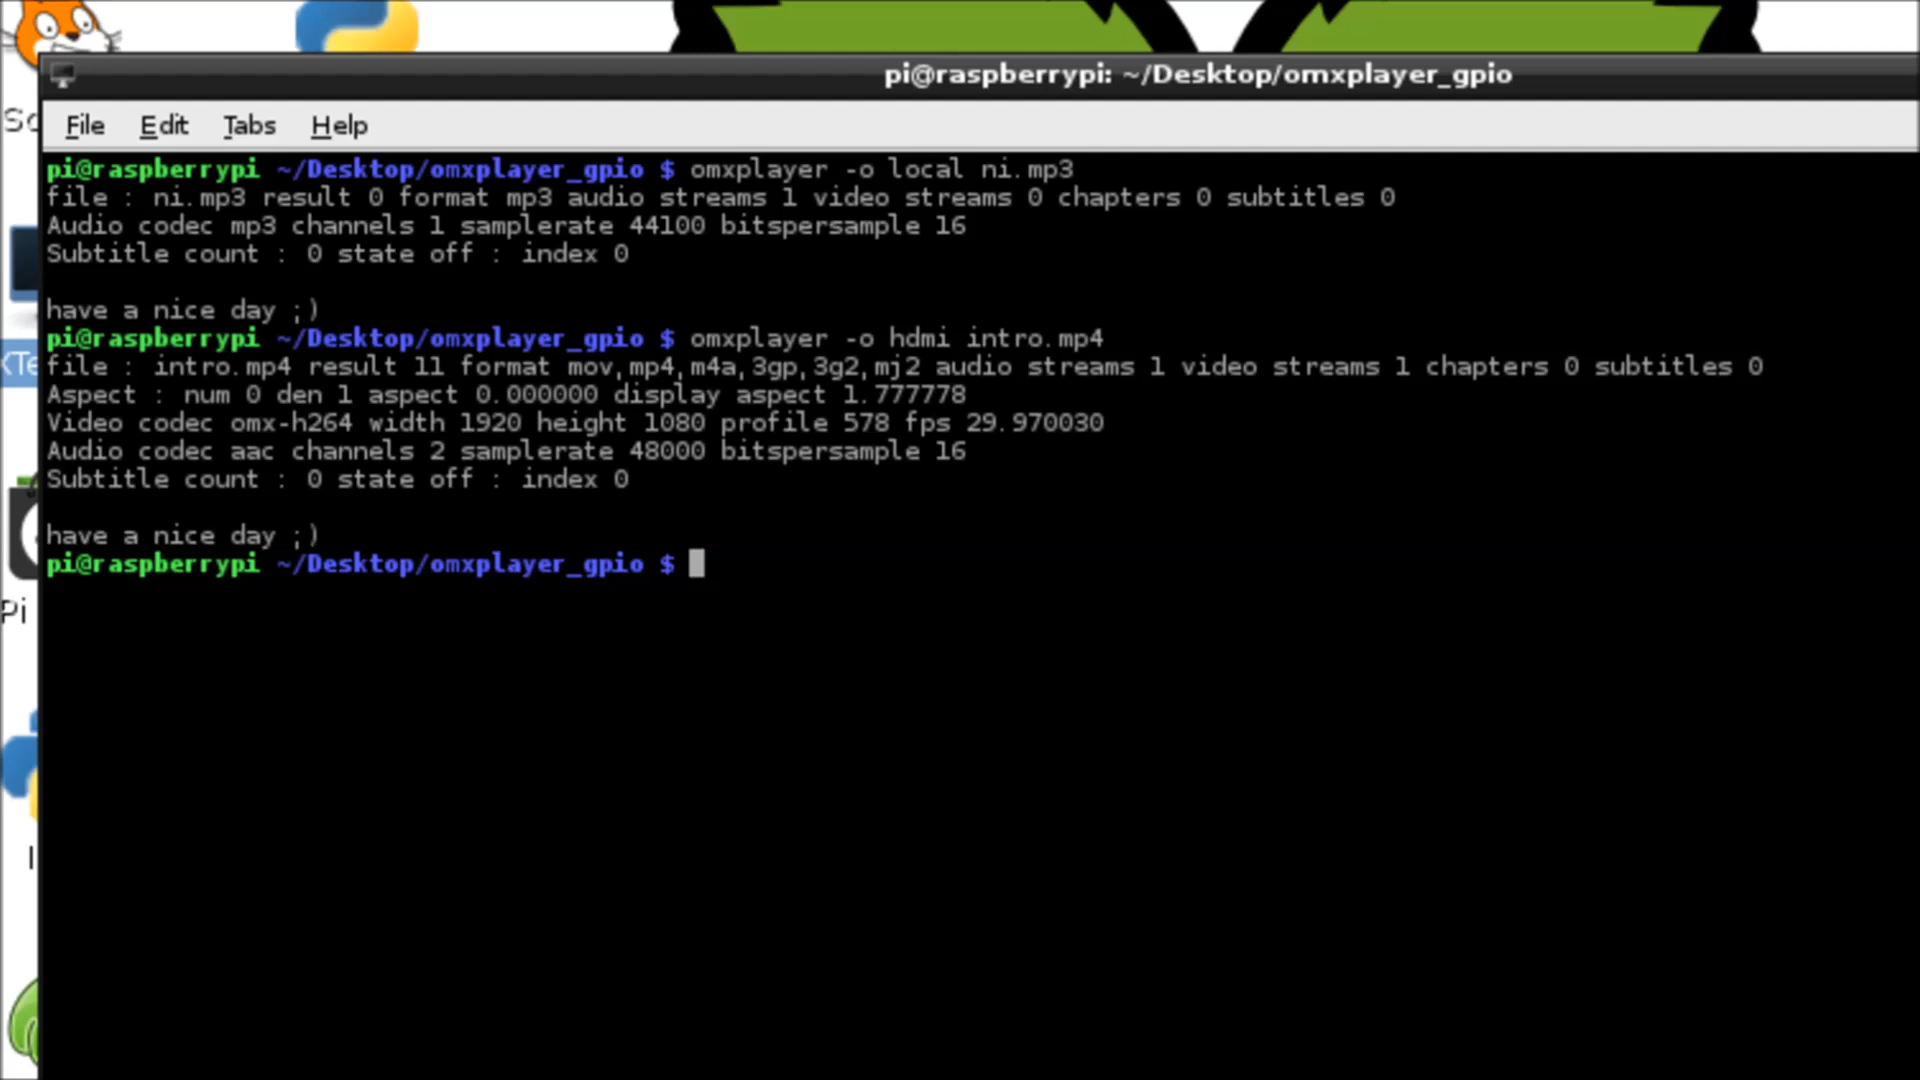 pi@raspberrypi: ~/Desktop/omxplayer_gpio
File Edit Tabs Help
pi@raspberrypi ~/Desktop/omxplayer_gpio $ omxplayer -o local ni.mp3
file : ni.mp3 result 0 format mp3 audio streams 1 video streams 0 chapters 0 subtitles 0
Audio codec mp3 channels 1 samplerate 44100 bitspersample 16
Subtitle count : 0 state off : index 0
have a nice day ;)
pi@raspberrypi ~/Desktop/omxplayer_gpio $ omxplayer -o hdmi intro.mp4
file : intro.mp4 result 11 format mov,mp4,m4a,3gp,3g2,mj2 audio streams 1 video streams 1 chapters 0 subtitles 0
Aspect : num 0 den 1 aspect 0.000000 display aspect 1.777778
Video codec omx-h264 width 1920 height 1080 profile 578 fps 29.970030
Audio codec aac channels 2 samplerate 48000 bitspersample 16
Subtitle count : 0 state off : index 0
have a nice day ;)
pi@raspberrypi ~/Desktop/omxplayer_gpio $
Pi